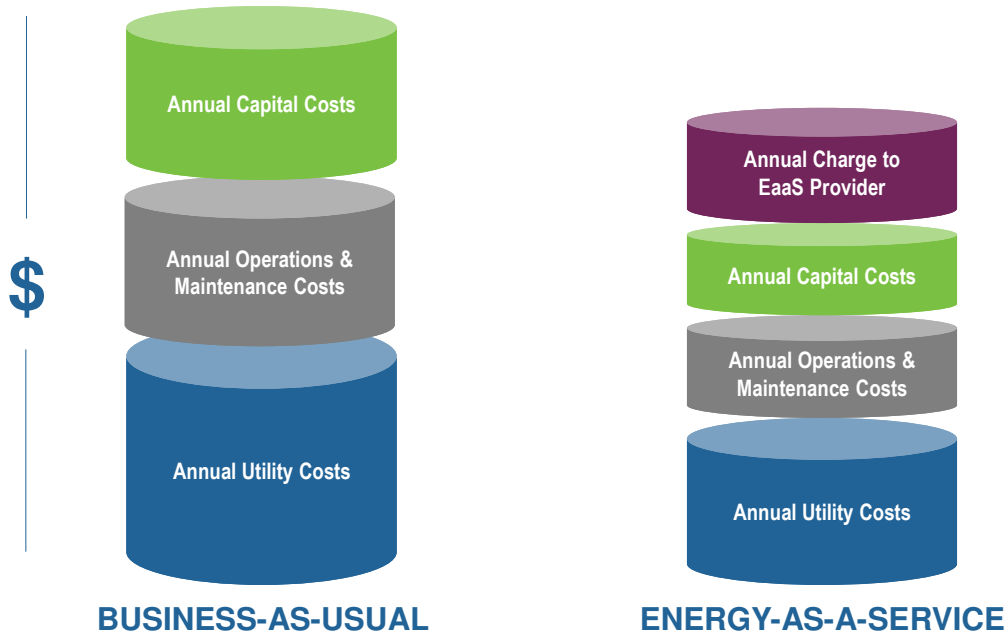 $
Annual Capital Costs
Annual Operations &
Maintenance Costs
Annual Utility Costs
BUSINESS-AS-USUAL
Annual Charge to
EaaS Provider
Annual Capital Costs
Annual Operations &
Maintenance Costs
Annual Utility Costs
ENERGY-AS-A-SERVICE